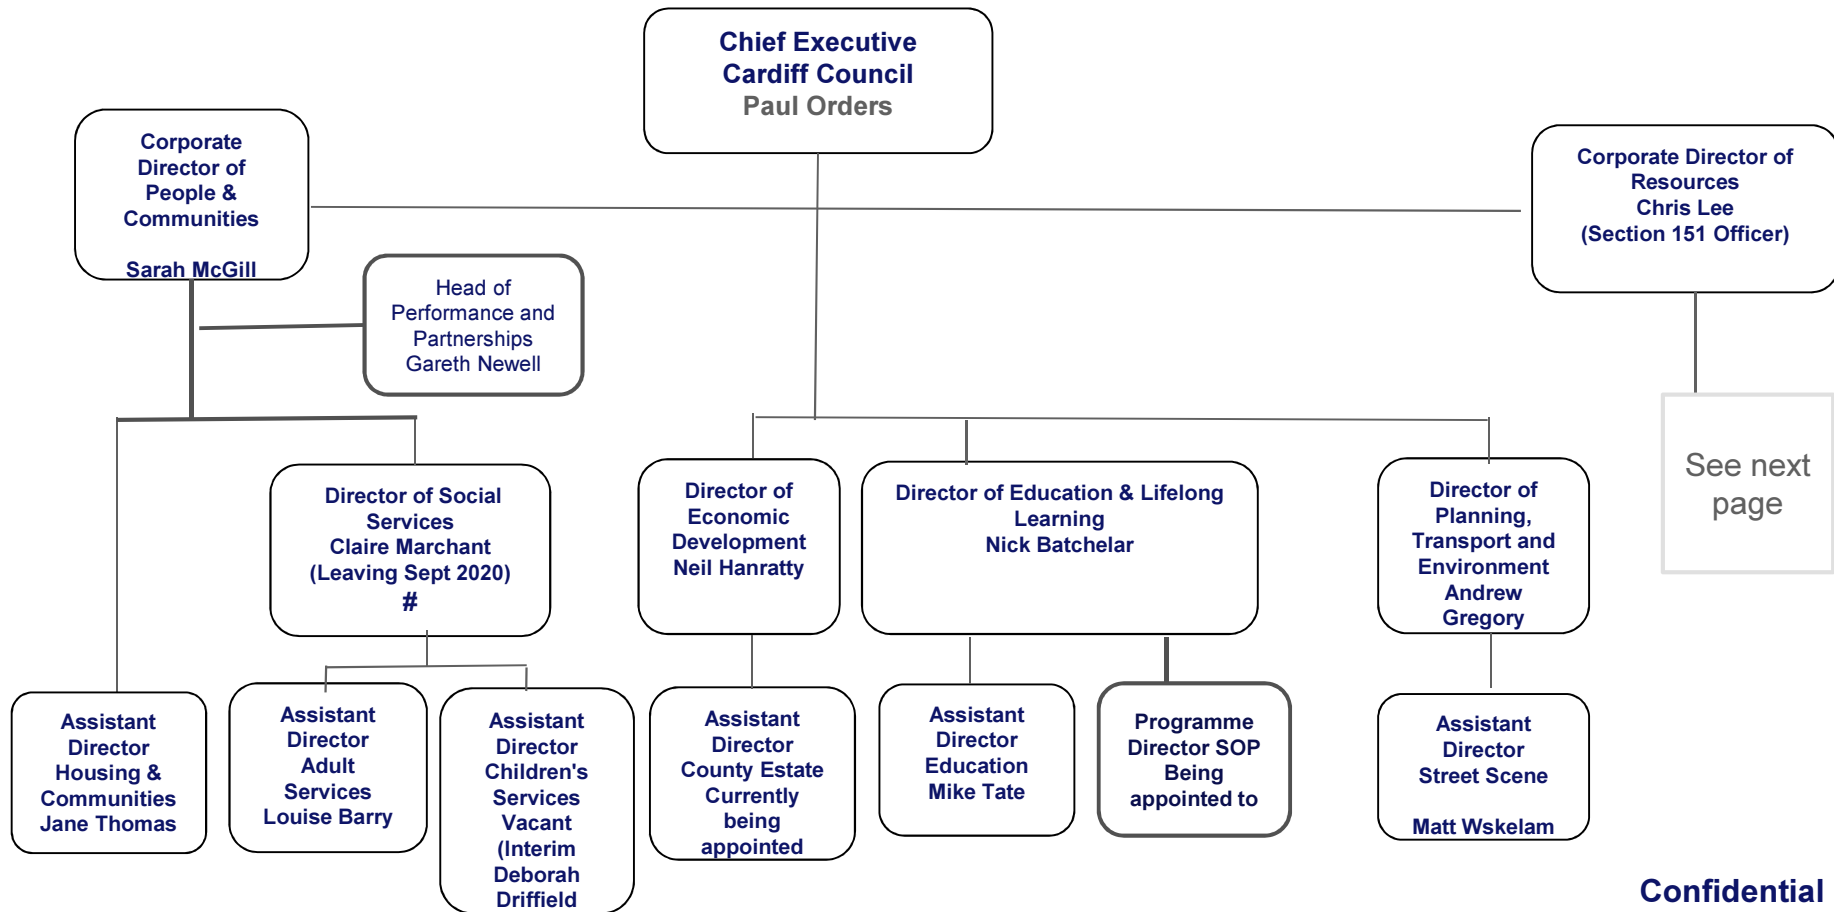 Chief Executive
Cardiff Council
Paul Orders
Corporate
Director of
People &
Communities
Sarah McGill
Corporate Director of
Resources
Chris Lee
(Section 151 Officer)
Head of
Performance and
Partnerships
Gareth Newell
See next
page
Director of Social
Services
Claire Marchant
(Leaving Sept 2020)
#
Director of
Economic
Development
Neil Hanratty
Director of Education & Lifelong
Learning
Nick Batchelar
Director of
Planning,
Transport and
Environment
Andrew
Gregory
Assistant
Director
Housing &
Communities
Jane Thomas
Assistant
Director
Adult
Services
Louise Barry
Assistant
Director
Children's
Services
Vacant
(Interim
Deborah
Driffield
Assistant
Director
County Estate
Currently
being
appointed
Assistant
Director
Education
Mike Tate
Programme
Director SOP
Being
appointed to
Assistant
Director
Street Scene
Matt Wskelam
Confidential